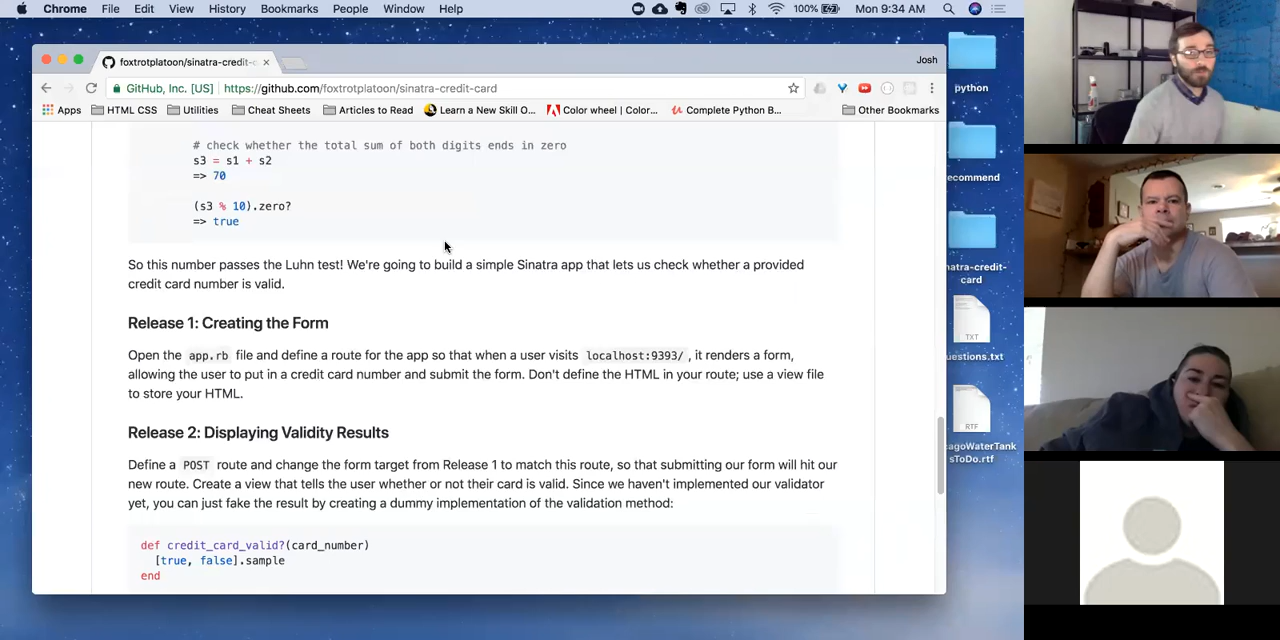 Chrome File Edit View History Bookmarks People Window Help 100% Mon 9:34 AM
foxtrotplatoon/sinatra-credit-c Josh
GitHub, Inc. [US] https://github.com/foxtrotplatoon/sinatra-credit-card
Apps HTML CSS Utilities Cheat Sheets Articles to Read Learn a New Skill O... Color wheel | Color... Complete Python B... Other Bookmarks
# check whether the total sum of both digits ends in zero
s3 = s1 + s2
=> 70
(s3 % 10).zero?
=> true
So this number passes the Luhn test! We're going to build a simple Sinatra app that lets us check whether a provided
credit card number is valid.
Release 1: Creating the Form
Open the app.rb file and define a route for the app so that when a user visits localhost:9393/, it renders a form,
allowing the user to put in a credit card number and submit the form. Don't define the HTML in your route; use a view file
to store your HTML.
Release 2: Displaying Validity Results
Define a POST route and change the form target from Release 1 to match this route, so that submitting our form will hit our
new route. Create a view that tells the user whether or not their card is valid. Since we haven't implemented our validator
yet, you can just fake the result by creating a dummy implementation of the validation method:
def credit_card_valid?(card_number)
[true, false].sample
end
python
ecommend
natra-credit-
card
TXT
uestions.txt
RTF
cagoWaterTank
sToDo.rtf